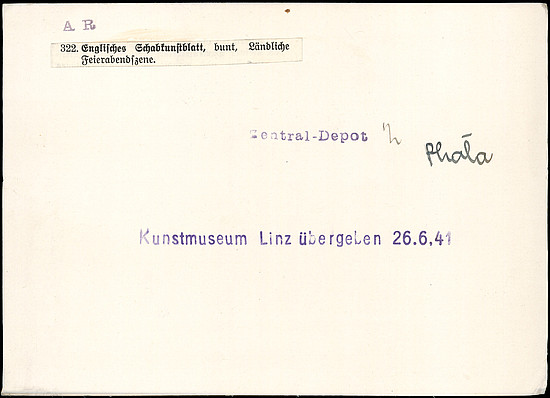 A R
322. Englisches Schabkunstblatt, bunt, Ländliche
Feierabendszene.
Zentral-Depot
Kunstmuseum Linz übergeben 26.6.41